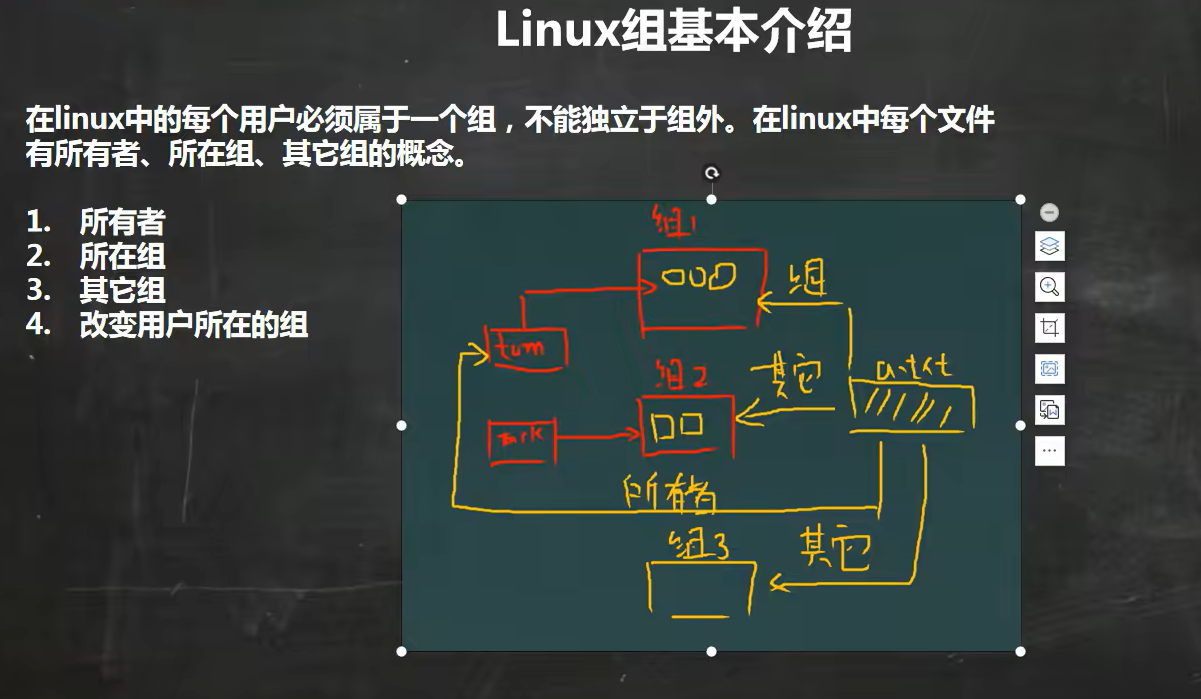 Linux组基本介绍
在linux中的每个用户必须属于一个组，不能独立于组外。在linux中每个文件
有所有者、所在组、其它组的概念。
1. 所有者
2. 所在组
3. 其它组
4. 改变用户所在的组
组1
组
tum
组2
其它
a.txt
所有者
组3
其它